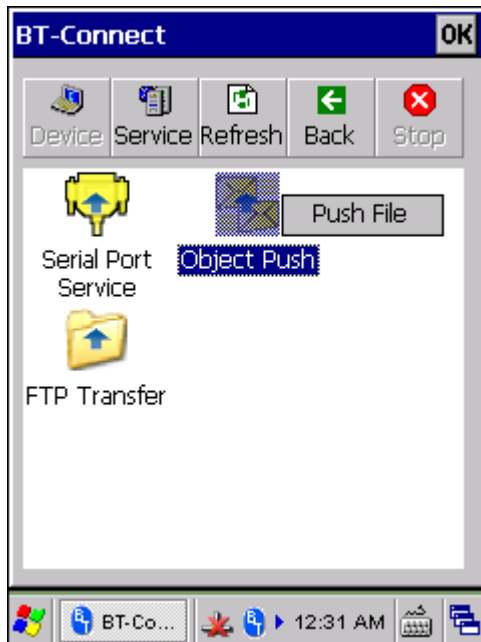 BT-Connect OK
Device Service Refresh Back Stop
Push File
Serial Port
Service
Object Push
FTP Transfer
BT-Co... 12:31 AM